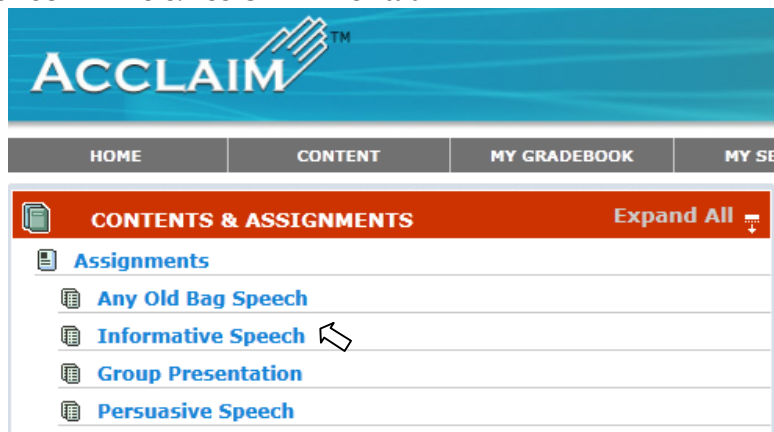 ACCLAIM™
HOME CONTENT MY GRADEBOOK MY
CONTENTS & ASSIGNMENTS Expand All
Assignments
Any Old Bag Speech
Informative Speech
Group Presentation
Persuasive Speech